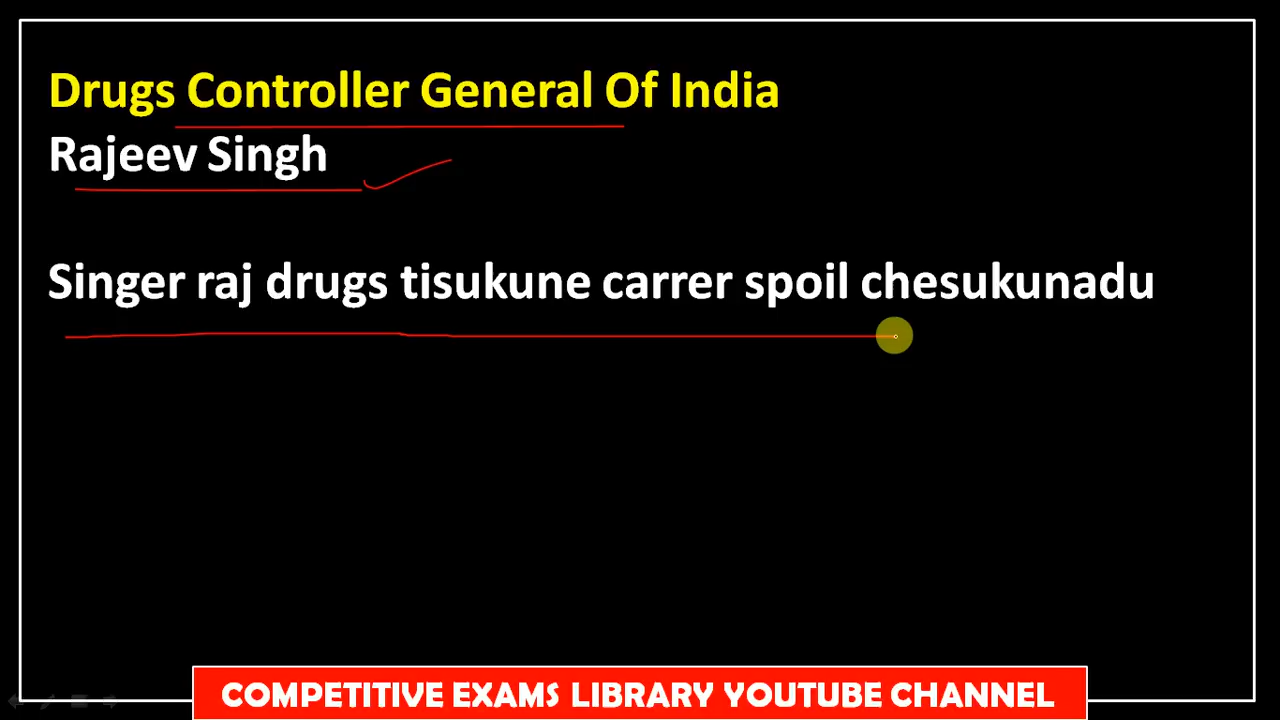 Drugs Controller General Of India
Rajeev Singh
Singer raj drugs tisukune carrer spoil chesukunadu
COMPETITIVE EXAMS LIBRARY YOUTUBE CHANNEL